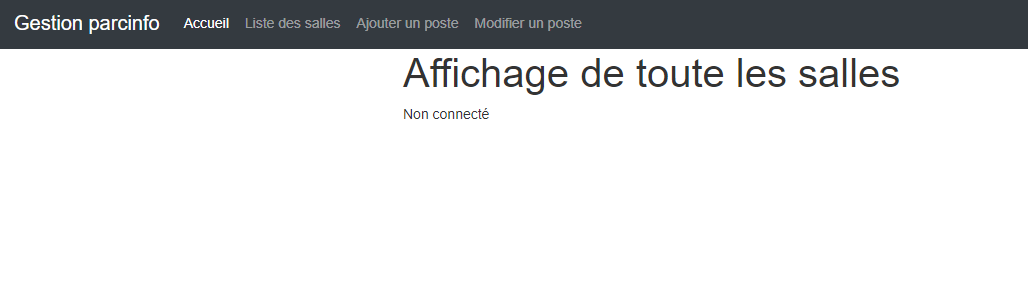 Gestion parcinfo Accueil Liste des salles Ajouter un poste Modifier un poste
Affichage de toute les salles
Non connecté